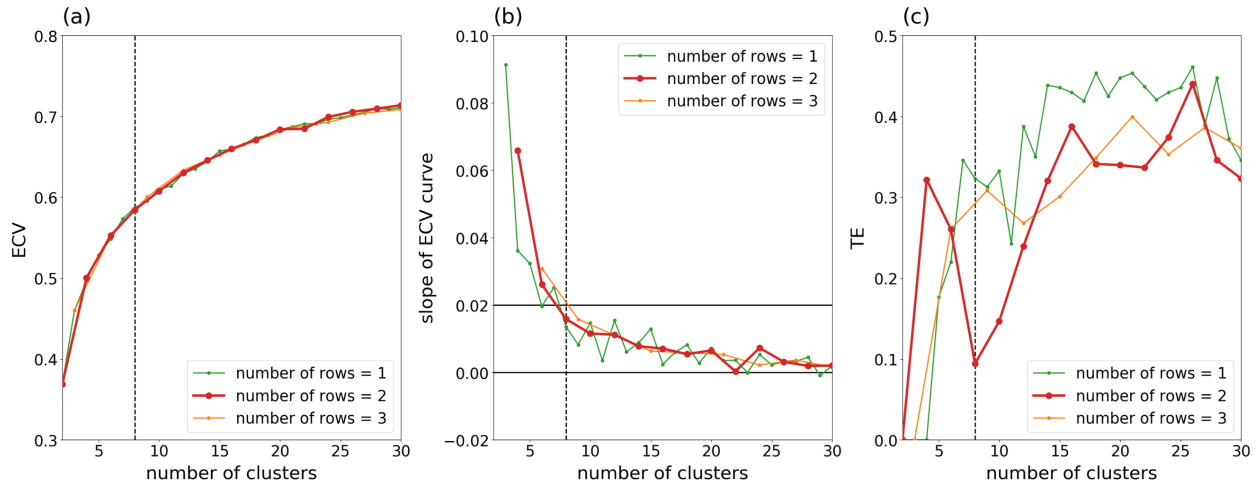 (a)
0.8
0.7
0.6
0.5
0.4
0.3
ECV
5 10 15 20 25 30
number of clusters
number of rows = 1
number of rows = 2
number of rows = 3
(b)
0.10
0.08
0.06
0.04
0.02
0.00
−0.02
slope of ECV curve
5 10 15 20 25 30
number of clusters
number of rows = 1
number of rows = 2
number of rows = 3
(c)
0.5
0.4
0.3
0.2
0.1
0.0
TE
5 10 15 20 25 30
number of clusters
number of rows = 1
number of rows = 2
number of rows = 3